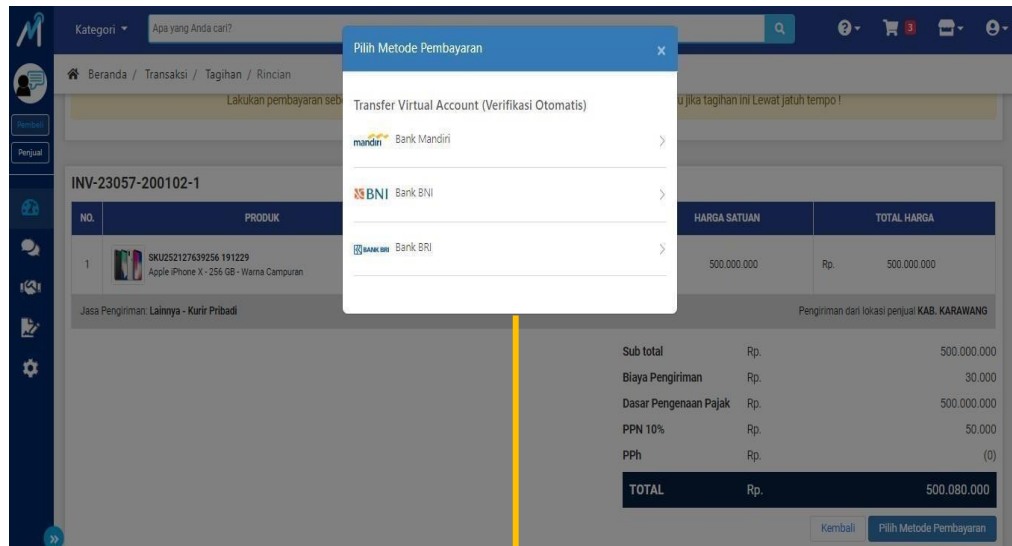 Kategori
Apa yang Anda cari?
3
Pilih Metode Pembayaran
x
Beranda / Transaksi / Tagihan / Rincian
Lakukan pembayaran seb
u jika tagihan ini Lewat jatuh tempo !
Transfer Virtual Account (Verifikasi Otomatis)
Pembeli
Penjual
mandiri Bank Mandiri
BNI Bank BNI
BANK BRI Bank BRI
INV-23057-200102-1
NO. PRODUK HARGA SATUAN TOTAL HARGA
1 SKU252127639256 191229 500.000.000 Rp. 500.000.000
Apple iPhone X - 256 GB - Warna Campuran
Jasa Pengiriman: Lainnya - Kurir Pribadi Pengiriman dari lokasi penjual KAB. KARAWANG
Sub total Rp. 500.000.000
Biaya Pengiriman Rp. 30.000
Dasar Pengenaan Pajak Rp. 500.000.000
PPN 10% Rp. 50.000
PPh Rp. (0)
TOTAL Rp. 500.080.000
Kembali Pilih Metode Pembayaran